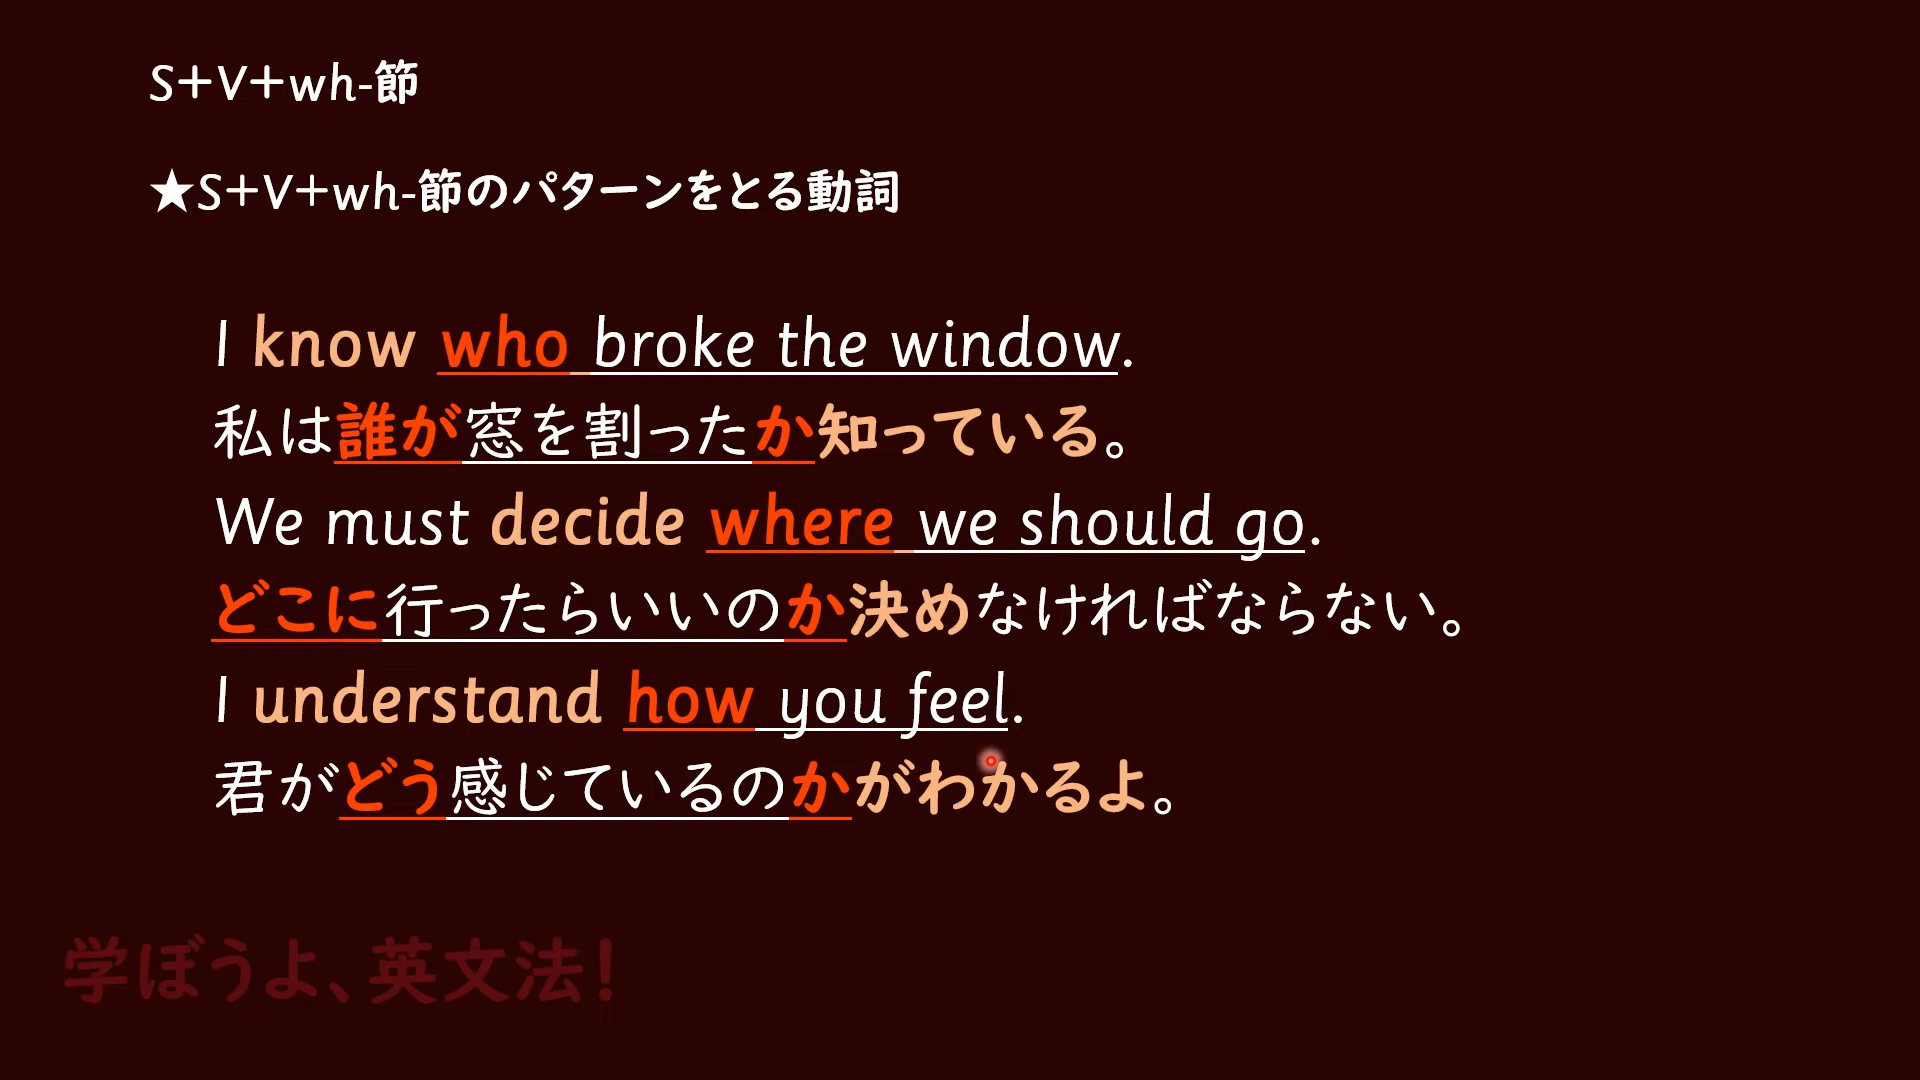 S+V+wh-節
★S+V+wh-節のパターンをとる動詞
I know who broke the window.
私は誰が窓を割ったか知っている。
We must decide where we should go.
どこに行ったらいいのか決めなければならない。
I understand how you feel.
君がどう感じているのかがわかるよ。
学ぼうよ、英文法！